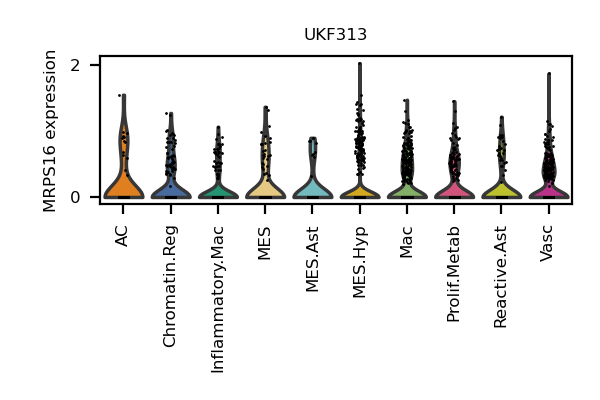 UKF313
MRPS16 expression
2
0
AC
Chromatin.Reg
Inflammatory.Mac
MES
MES.Ast
MES.Hyp
Mac
Prolif.Metab
Reactive.Ast
Vasc